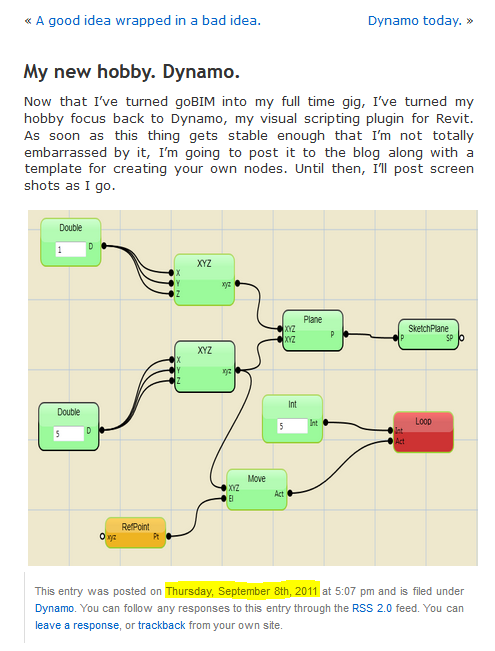 « A good idea wrapped in a bad idea. Dynamo today. »
My new hobby. Dynamo.
Now that I’ve turned goBIM into my full time gig, I’ve turned my
hobby focus back to Dynamo, my visual scripting plugin for Revit.
As soon as this thing gets stable enough that I’m not totally
embarrassed by it, I’m going to post it to the blog along with a
template for creating your own nodes. Until then, I’ll post screen
shots as I go.
Double
1 D
XYZ
X xyz
Y
Z
Plane
XYZ P
XYZ
SketchPlane
P SP
XYZ
X xyz
Y
Z
Double
5 D
Int
5 Int
Loop
Int
Act
Move
XYZ Act
El
RefPoint
xyz Pt
This entry was posted on Thursday, September 8th, 2011 at 5:07 pm and is filed under
Dynamo. You can follow any responses to this entry through the RSS 2.0 feed. You can
leave a response, or trackback from your own site.